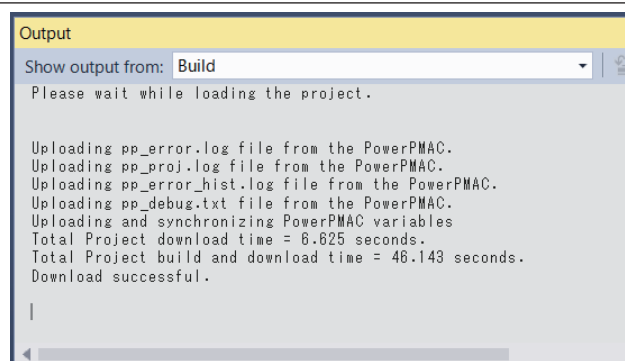 Output
Show output from: Build
Please wait while loading the project.
Uploading pp_error.log file from the PowerPMAC.
Uploading pp_proj.log file from the PowerPMAC.
Uploading pp_error_hist.log file from the PowerPMAC.
Uploading pp_debug.txt file from the PowerPMAC.
Uploading and synchronizing PowerPMAC variables
Total Project download time = 6.625 seconds.
Total Project build and download time = 46.143 seconds.
Download successful.